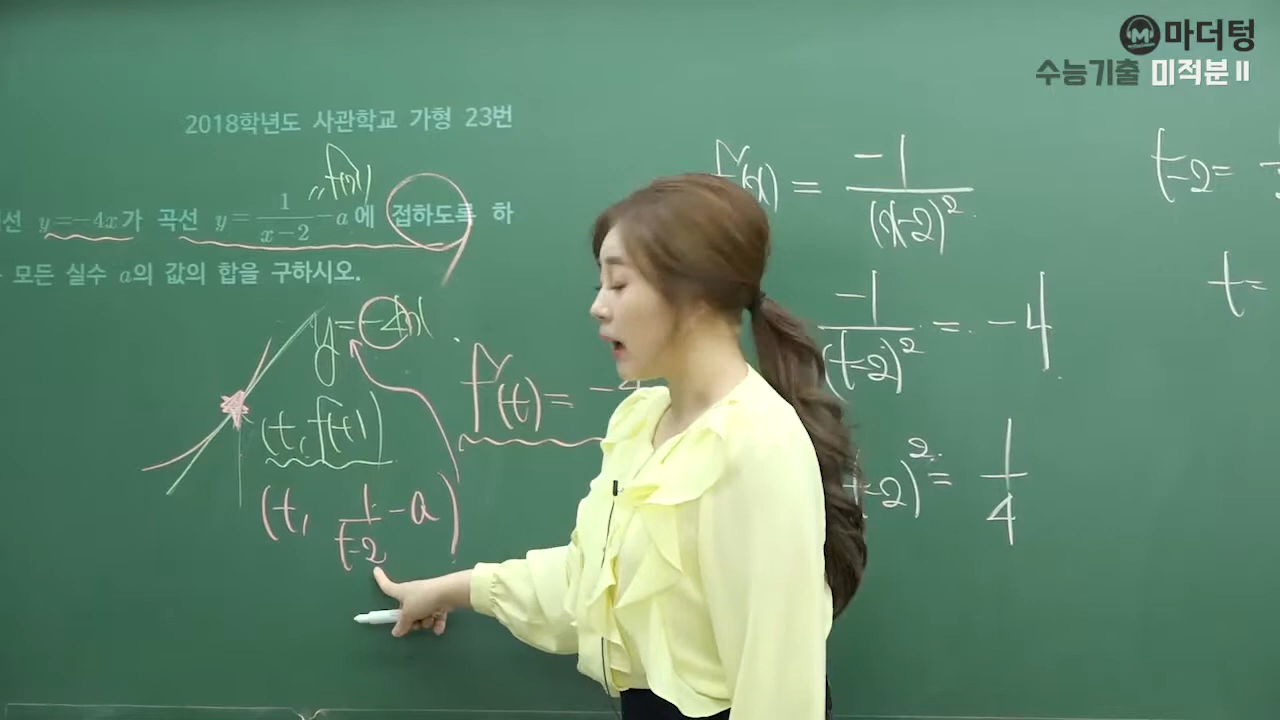 마더텅
수능기출 미적분 II
2018학년도 사관학교 가형 23번
"f(x)
y=-4x가 곡선 y=1/(x-2)-a에 접하도록 하
모든 실수 a의 값의 합을 구하시오.
y=-4x
(t, f(t))
(t, 1/(t-2)-a)
f'(t)=-4
f'(x)=-1/(x-2)²
-1/(t-2)²=-4
t-2)²=1/4
t-2=
t=